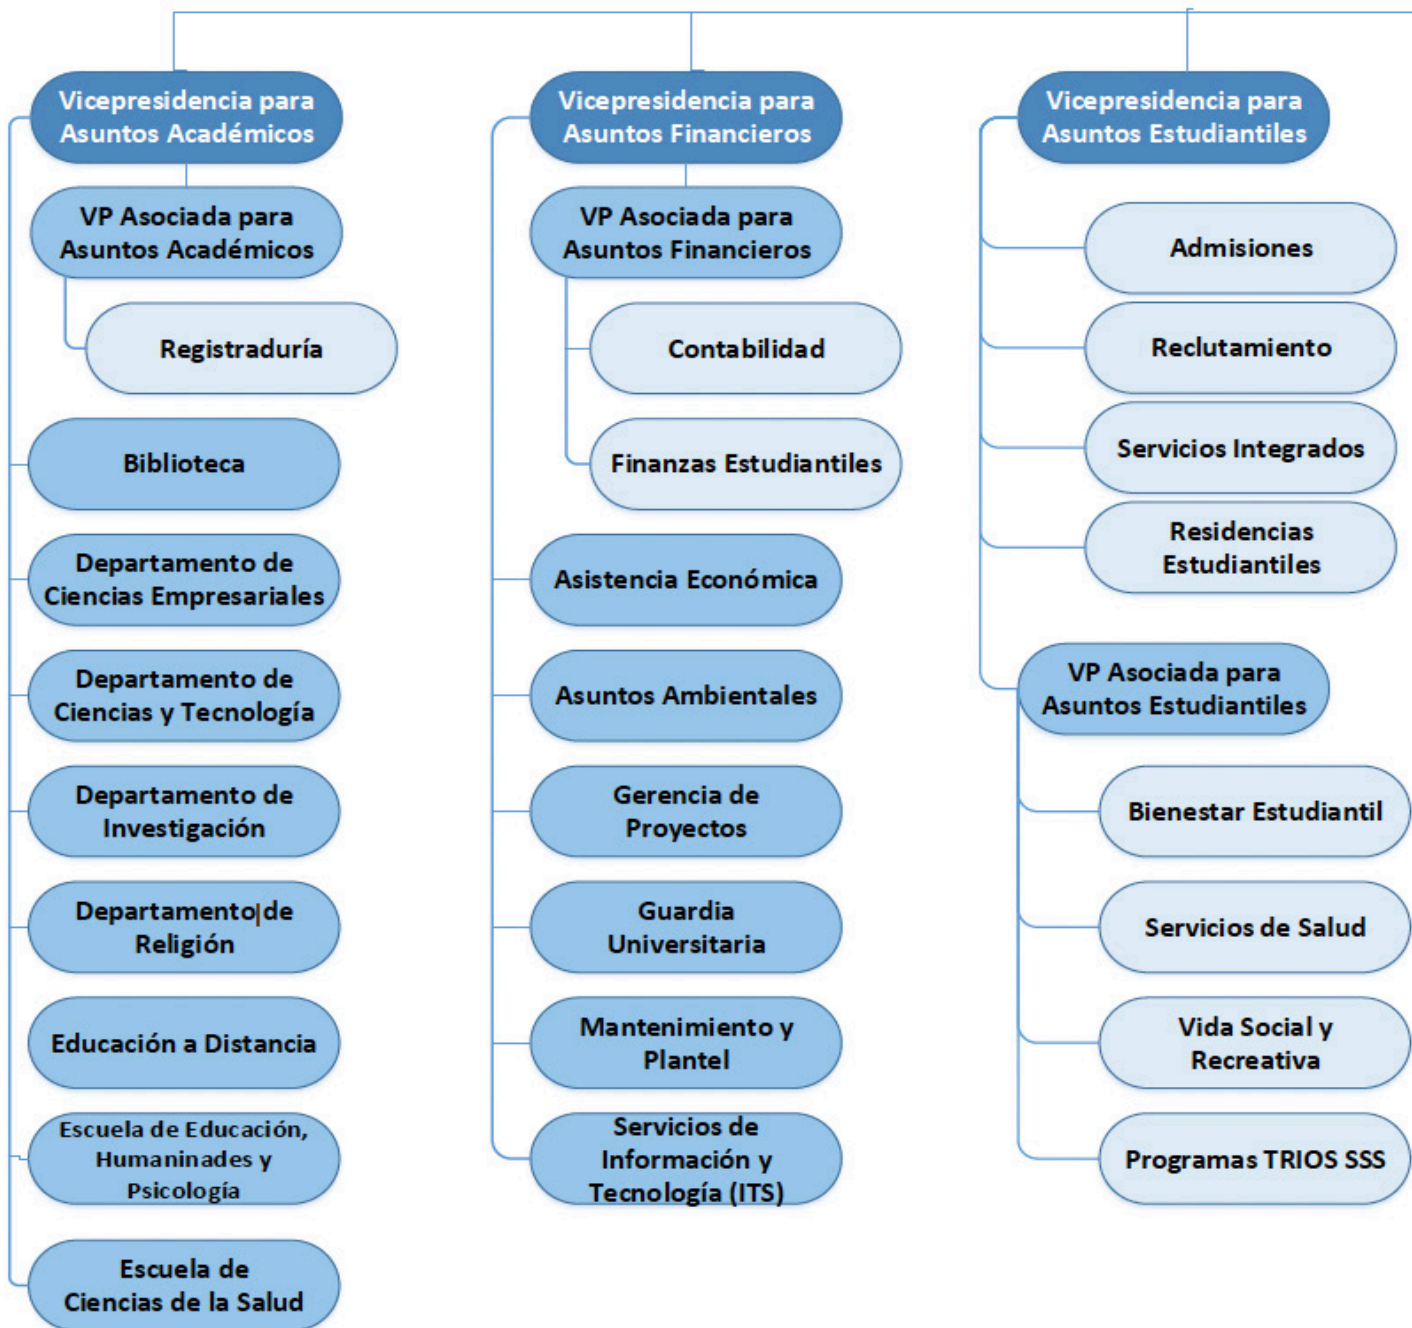 Vicepresidencia para
Asuntos Académicos
VP Asociada para
Asuntos Académicos
Registraduría
Biblioteca
Departamento de
Ciencias Empresariales
Departamento de
Ciencias y Tecnología
Departamento de
Investigación
Departamento de
Religión
Educación a Distancia
Escuela de Educación,
Humaninades y
Psicología
Escuela de
Ciencias de la Salud
Vicepresidencia para
Asuntos Financieros
VP Asociada para
Asuntos Financieros
Contabilidad
Finanzas Estudiantiles
Asistencia Económica
Asuntos Ambientales
Gerencia de
Proyectos
Guardia
Universitaria
Mantenimiento y
Plantel
Servicios de
Información y
Tecnología (ITS)
Vicepresidencia para
Asuntos Estudiantiles
Admisiones
Reclutamiento
Servicios Integrados
Residencias
Estudiantiles
VP Asociada para
Asuntos Estudiantiles
Bienestar Estudiantil
Servicios de Salud
Vida Social y
Recreativa
Programas TRIOS SSS